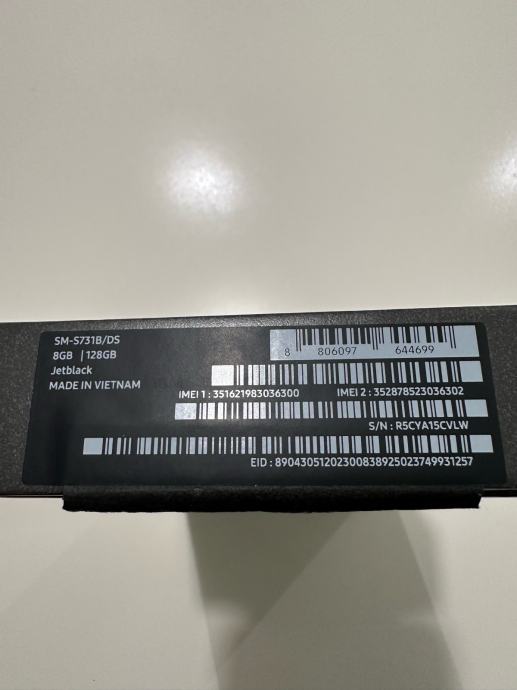 SM-S731B/DS
8GB | 128GB
Jetblack
MADE IN VIETNAM
8 806097 644699
IMEI 1 : 351621983036300 IMEI 2 : 352878523036302
S/N : R5CYA15CVLW
EID : 89043051202300838925023749931257